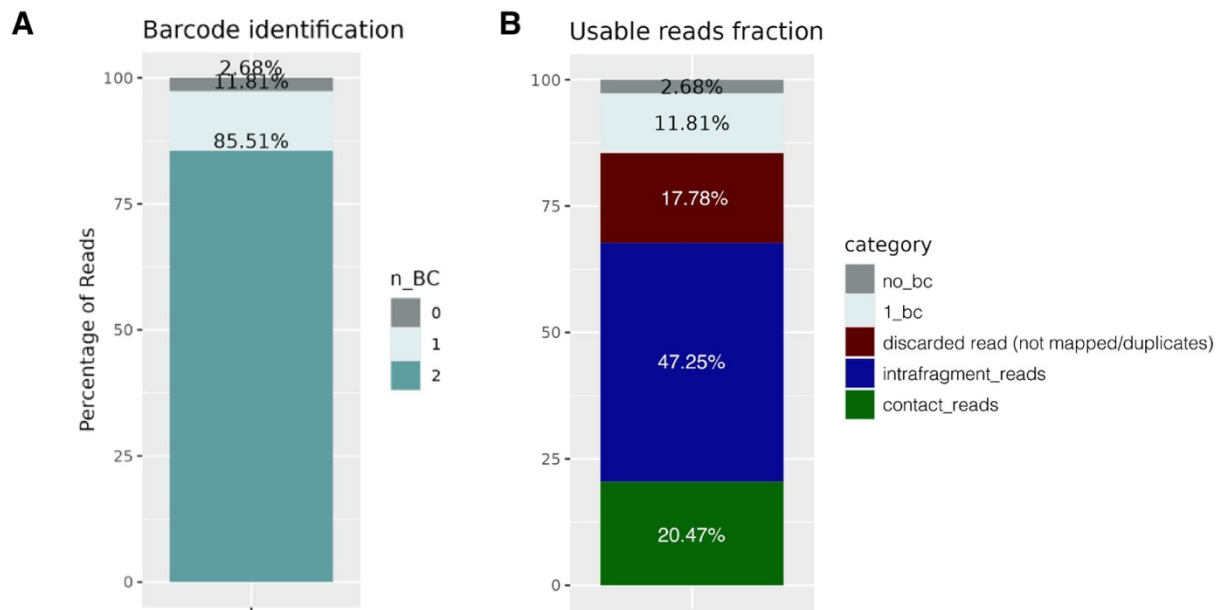 A
Barcode identification
2.68%
100
11.81%
85.51%
75
50
25
0
Percentage of Reads
n_BC
0
1
2
B
Usable reads fraction
100
2.68%
11.81%
17.78%
75
50
47.25%
25
20.47%
0
category
no_bc
1_bc
discarded read (not mapped/duplicates)
intrafragment_reads
contact_reads